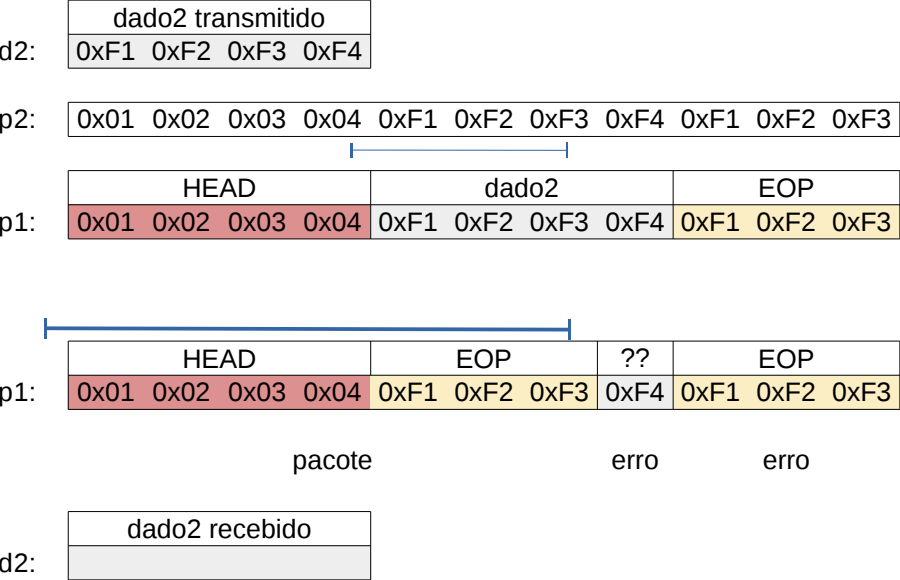 dado2 transmitido
d2: 0xF1 0xF2 0xF3 0xF4
p2: 0x01 0x02 0x03 0x04 0xF1 0xF2 0xF3 0xF4 0xF1 0xF2 0xF3
HEAD dado2 EOP
p1: 0x01 0x02 0x03 0x04 0xF1 0xF2 0xF3 0xF4 0xF1 0xF2 0xF3
HEAD EOP ?? EOP
p1: 0x01 0x02 0x03 0x04 0xF1 0xF2 0xF3 0xF4 0xF1 0xF2 0xF3
pacote erro erro
dado2 recebido
d2: